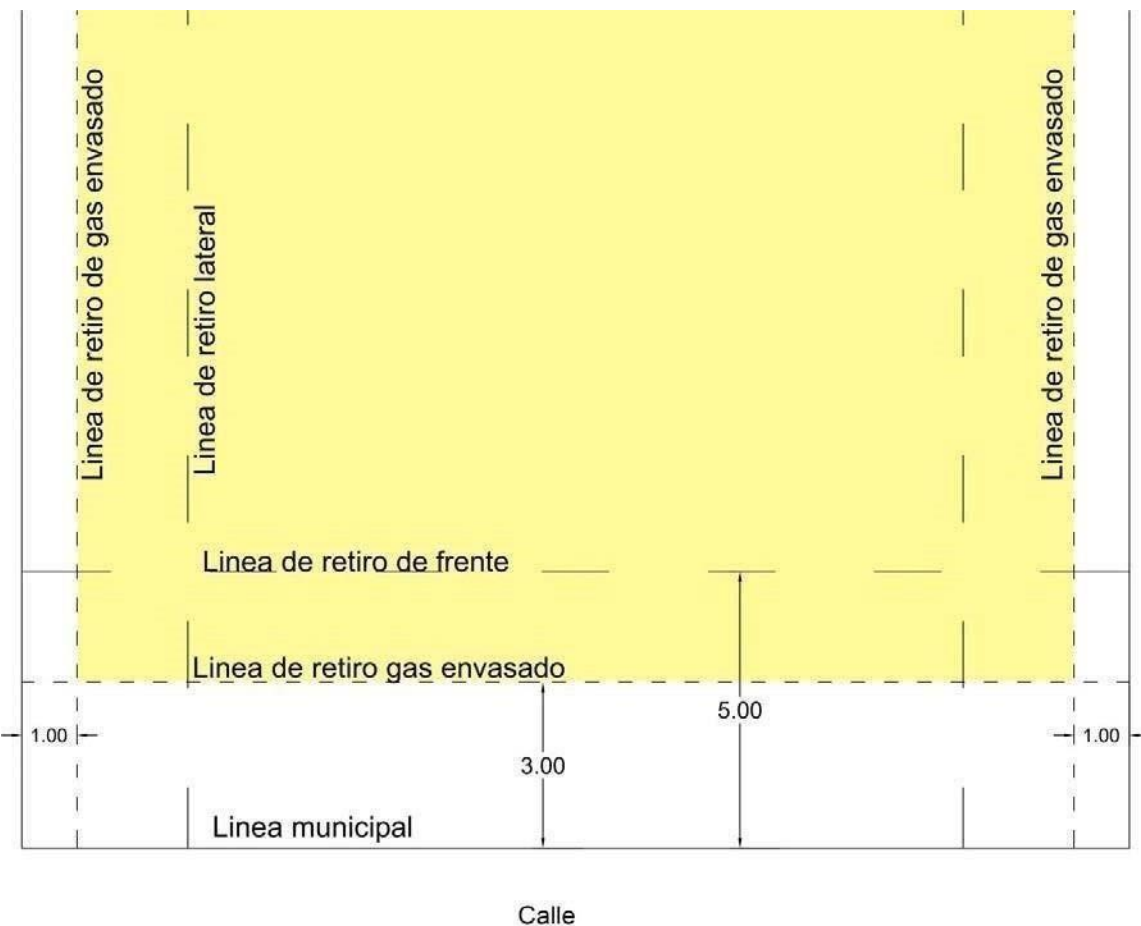 Linea de retiro de gas envasado
Linea de retiro lateral
Linea de retiro de gas envasado
Linea de retiro de frente
Linea de retiro gas envasado
5.00
1.00
1.00
3.00
Linea municipal
Calle